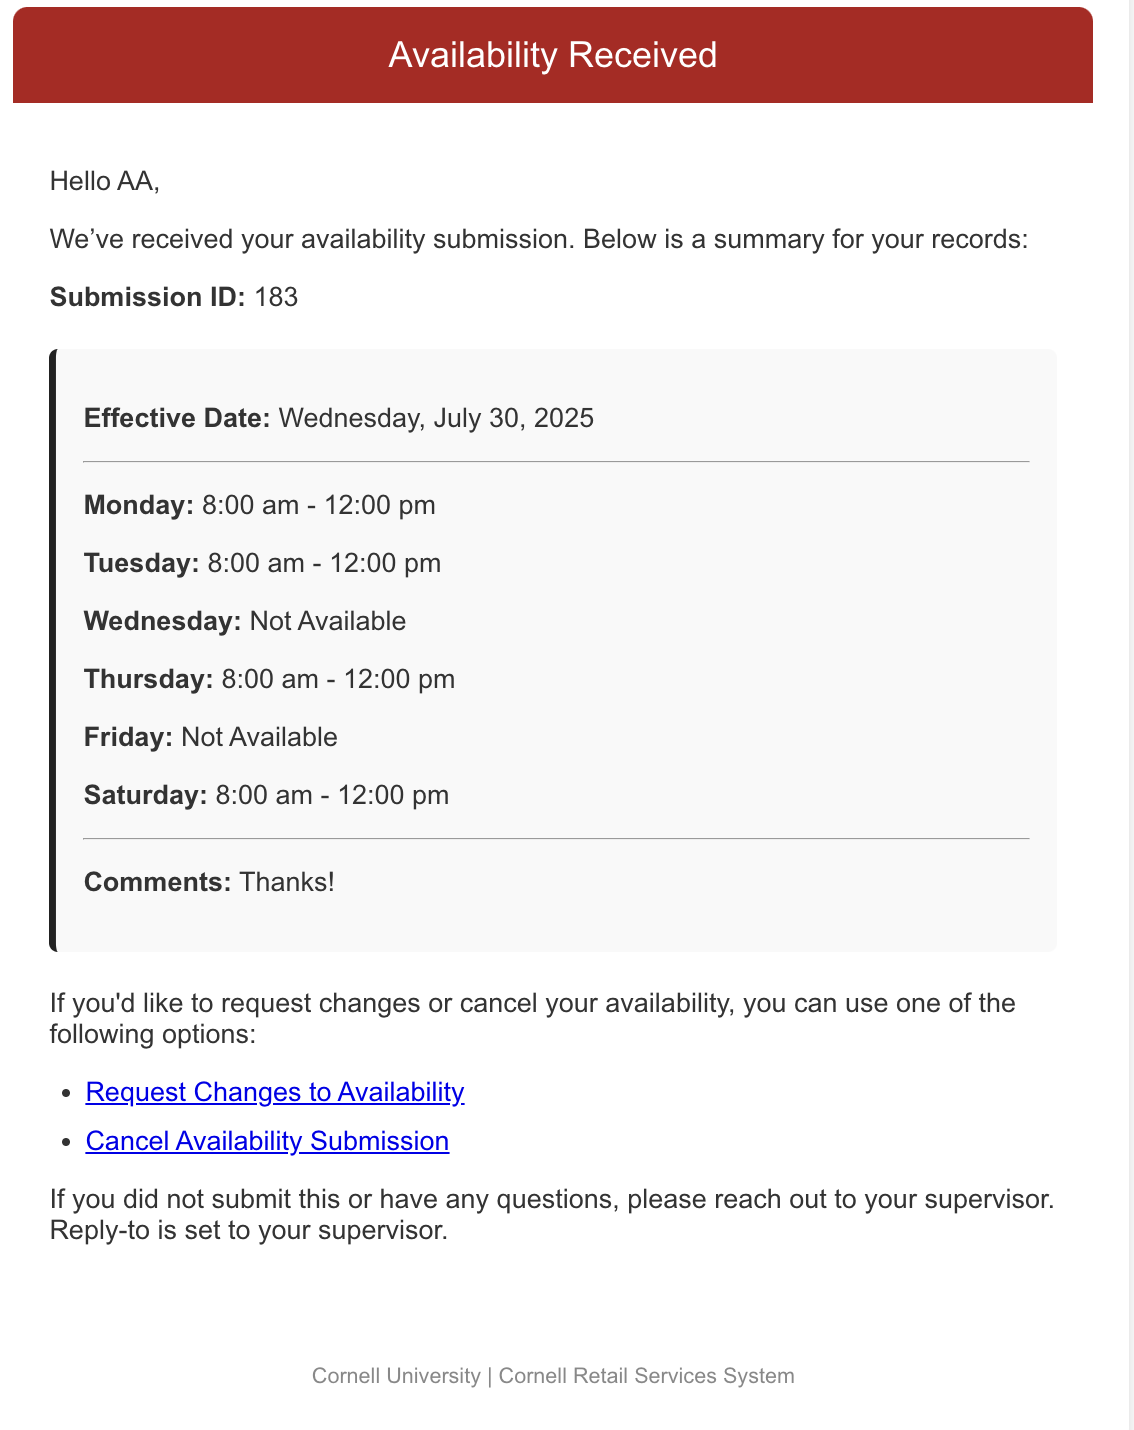 Availability Received
Hello AA,
We’ve received your availability submission. Below is a summary for your records:
Submission ID: 183
Effective Date: Wednesday, July 30, 2025
Monday: 8:00 am - 12:00 pm
Tuesday: 8:00 am - 12:00 pm
Wednesday: Not Available
Thursday: 8:00 am - 12:00 pm
Friday: Not Available
Saturday: 8:00 am - 12:00 pm
Comments: Thanks!
If you'd like to request changes or cancel your availability, you can use one of the
following options:
• Request Changes to Availability
• Cancel Availability Submission
If you did not submit this or have any questions, please reach out to your supervisor.
Reply-to is set to your supervisor.
Cornell University | Cornell Retail Services System